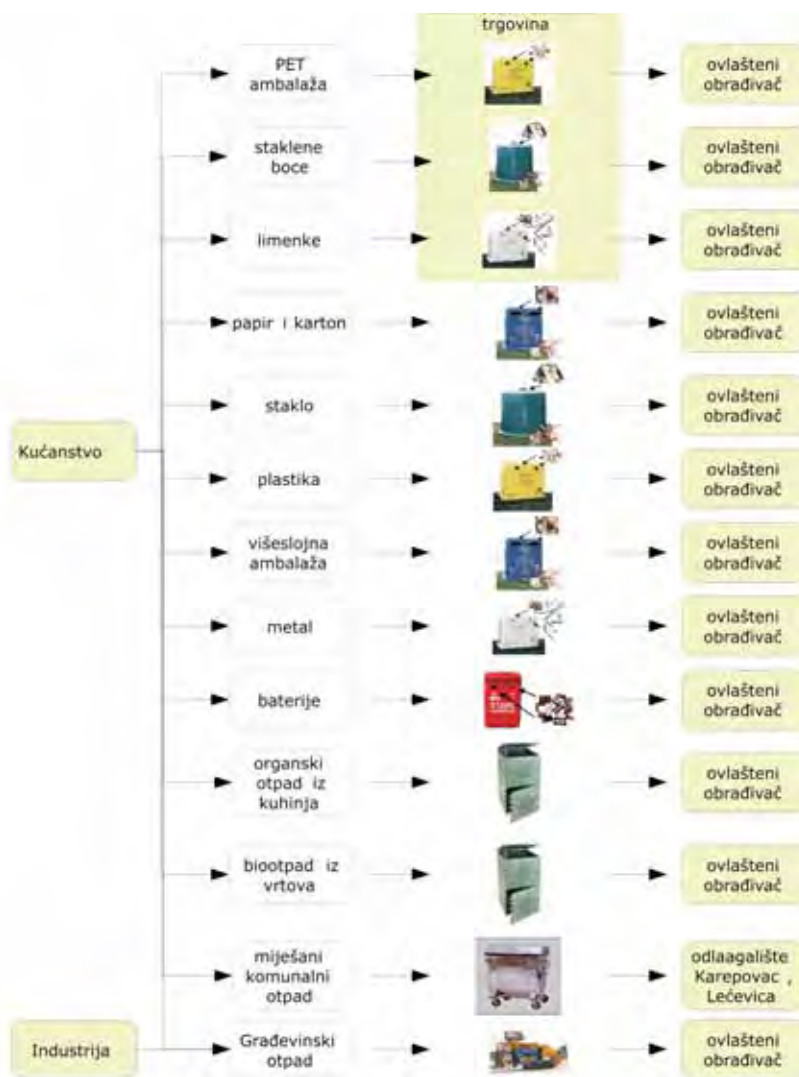 trgovina
PET
ambalaža
ovlašteni
obrađivač
staklene
boce
ovlašteni
obrađivač
limenke
ovlašteni
obrađivač
papir i karton
ovlašteni
obrađivač
staklo
ovlašteni
obrađivač
Kućanstvo
plastika
ovlašteni
obrađivač
višeslojna
ambalaža
ovlašteni
obrađivač
metal
ovlašteni
obrađivač
baterije
ovlašteni
obrađivač
organski
otpad iz
kuhinja
ovlašteni
obrađivač
biootpad iz
vrtova
ovlašteni
obrađivač
miješani
komunalni
otpad
odlaagalište
Karepovac ,
Lećevica
Industrija
Građevinski
otpad
ovlašteni
obrađivač